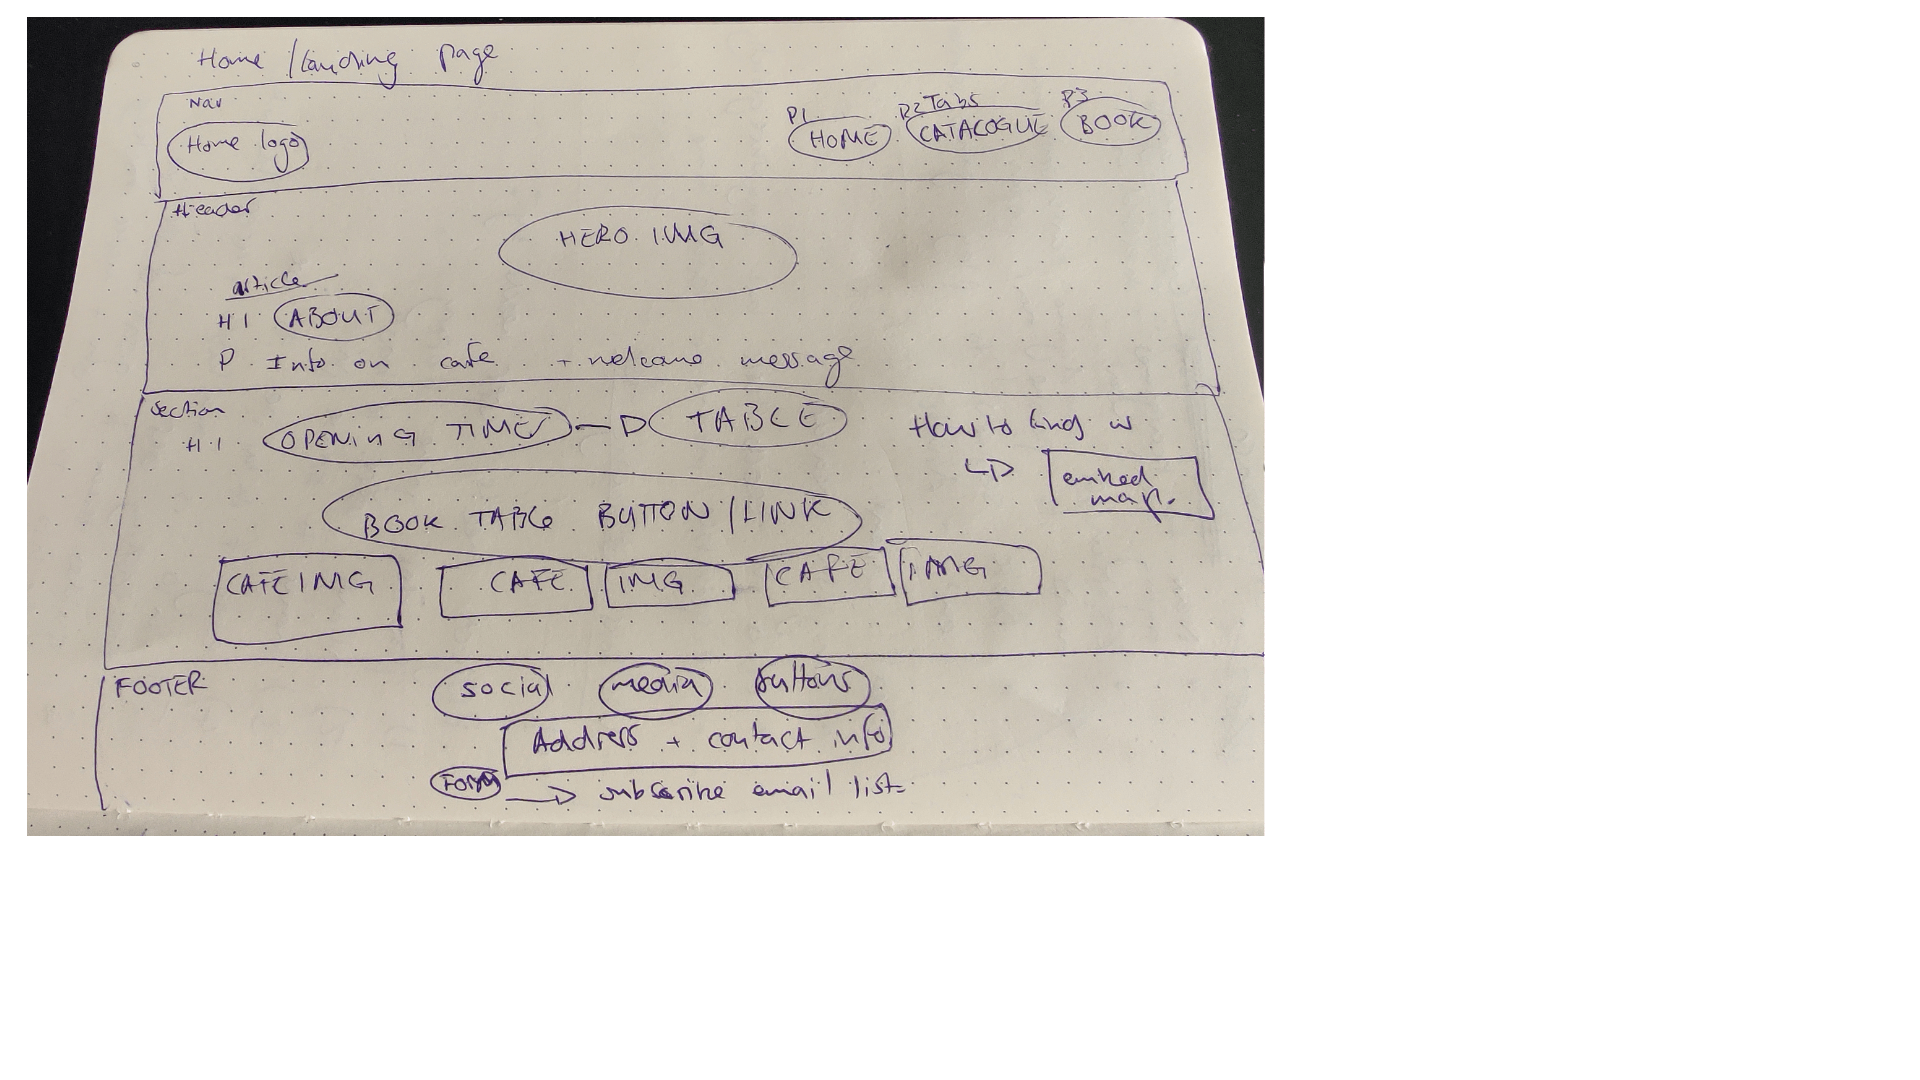 Home / landing page
Nav
P1 P2 Tabs P3
Home logo HOME CATALOGUE BOOK
Header
HERO IMG
article
H1 ABOUT
P Info on cafe + welcome message
Section
H1 OPENING TIMES TABLE How to find us
embed map.
BOOK TABLE BUTTON / LINK
CAFE IMG CAFE IMG CAFE IMG
FOOTER social media buttons
Address + contact info
Form subscribe email list